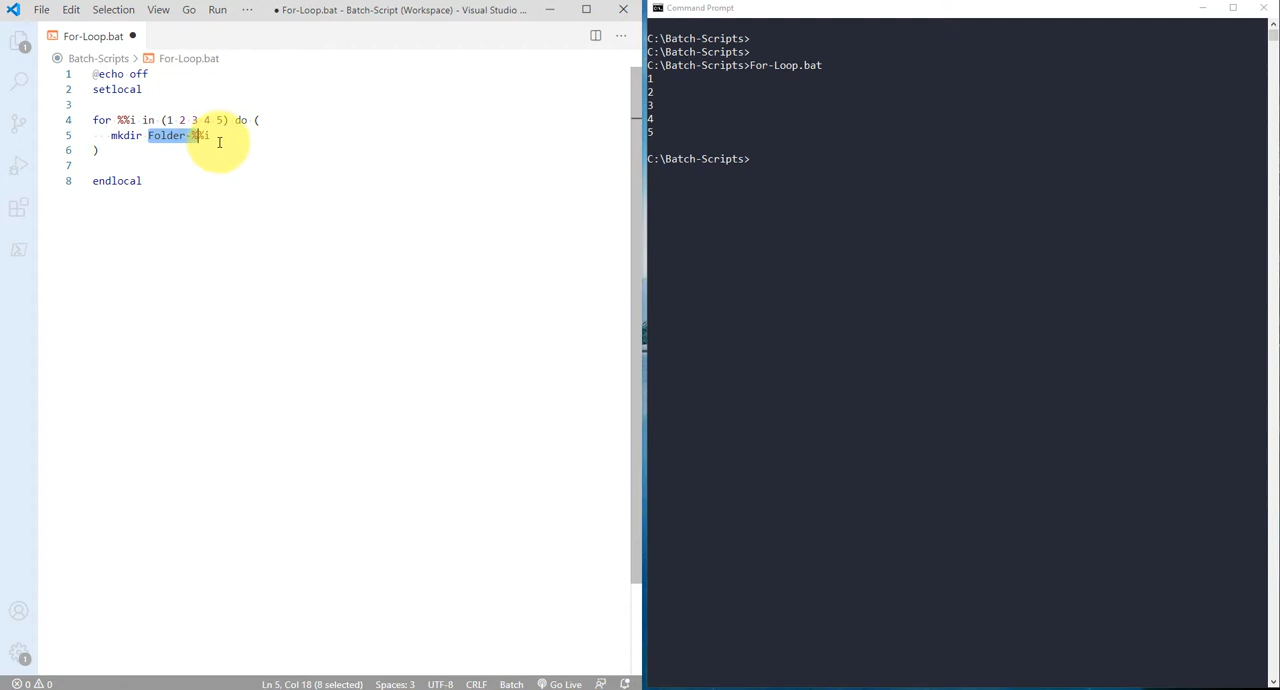 File Edit Selection View Go Run ··· ● For-Loop.bat - Batch-Script (Workspace) - Visual Studio ...
For-Loop.bat ●
Batch-Scripts > For-Loop.bat
1 @echo off
2 setlocal
3
4 for %%i in (1 2 3 4 5) do (
5 mkdir Folder-%%i
6 )
7
8 endlocal
1
1
0 0 Ln 5, Col 18 (8 selected) Spaces: 3 UTF-8 CRLF Batch Go Live
Command Prompt
C:\Batch-Scripts>
C:\Batch-Scripts>
C:\Batch-Scripts>For-Loop.bat
1
2
3
4
5
C:\Batch-Scripts>